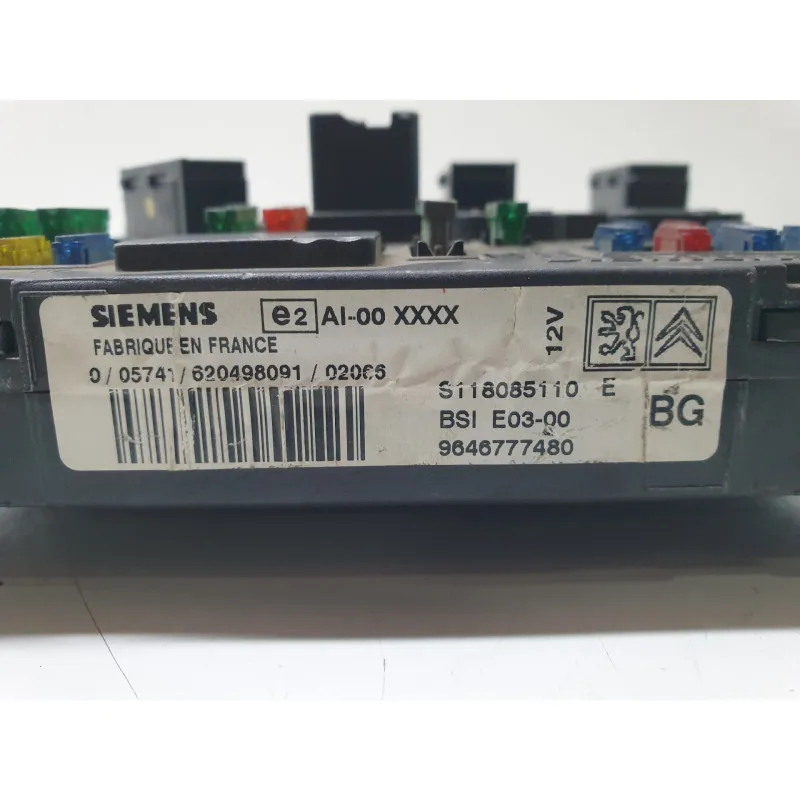 SIEMENS e2 AI-00 XXXX
FABRIQUE EN FRANCE
0 / 05741 / 620498091 / 02066
12V
S118085110 E
BSI E03-00
9646777480
BG